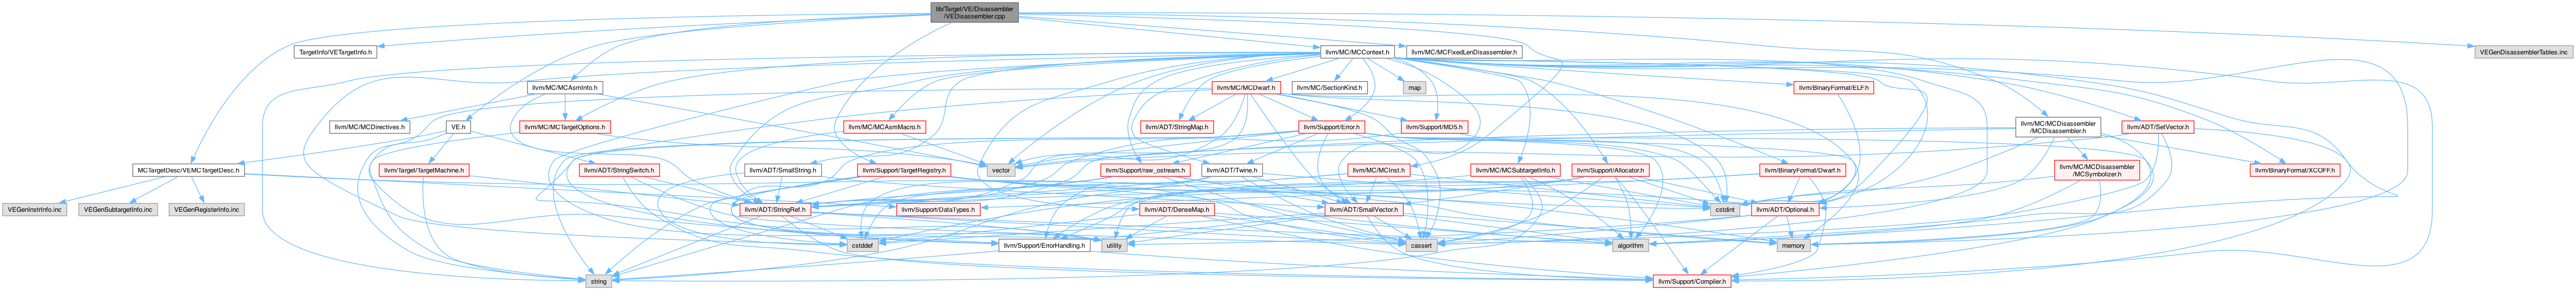 lib/Target/VE/Disassembler
/VEDisassembler.cpp
TargetInfo/VETargetInfo.h
llvm/MC/MCContext.h
llvm/MC/MCFixedLenDisassembler.h
VEGenDisassemblerTables.inc
llvm/MC/MCAsmInfo.h
llvm/MC/MCDwarf.h
llvm/MC/SectionKind.h
map
llvm/BinaryFormat/ELF.h
llvm/MC/MCDirectives.h
VE.h
llvm/MC/MCTargetOptions.h
llvm/MC/MCAsmMacro.h
llvm/ADT/StringMap.h
llvm/Support/Error.h
llvm/Support/MD5.h
llvm/MC/MCDisassembler
/MCDisassembler.h
llvm/ADT/SetVector.h
MCTargetDesc/VEMCTargetDesc.h
llvm/Target/TargetMachine.h
llvm/ADT/StringSwitch.h
llvm/ADT/SmallString.h
llvm/Support/TargetRegistry.h
vector
llvm/Support/raw_ostream.h
llvm/ADT/Twine.h
llvm/MC/MCInst.h
llvm/MC/MCSubtargetInfo.h
llvm/Support/Allocator.h
llvm/BinaryFormat/Dwarf.h
llvm/MC/MCDisassembler
/MCSymbolizer.h
llvm/BinaryFormat/XCOFF.h
VEGenInstrInfo.inc
VEGenSubtargetInfo.inc
VEGenRegisterInfo.inc
llvm/ADT/StringRef.h
llvm/Support/DataTypes.h
llvm/ADT/DenseMap.h
llvm/ADT/SmallVector.h
cstdint
llvm/ADT/Optional.h
cstddef
llvm/Support/ErrorHandling.h
utility
cassert
algorithm
memory
string
llvm/Support/Compiler.h